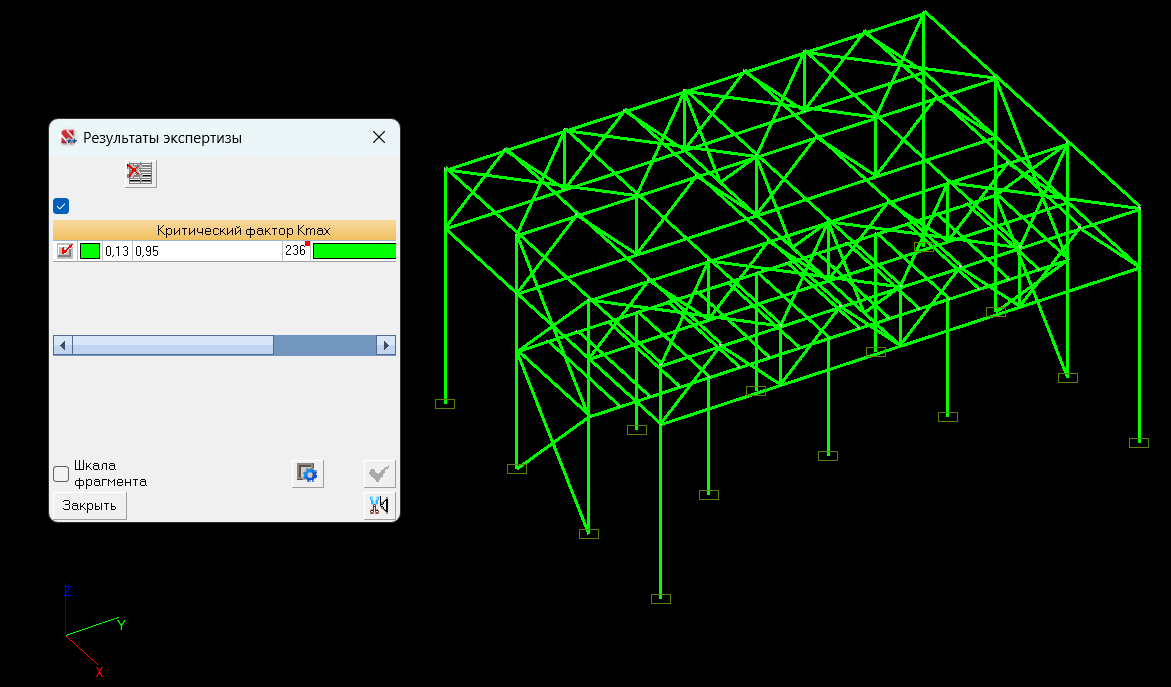 Результаты экспертизы
Критический фактор Kmax
0,13 0,95 236
Шкала
фрагмента
Закрыть
Z
Y
X